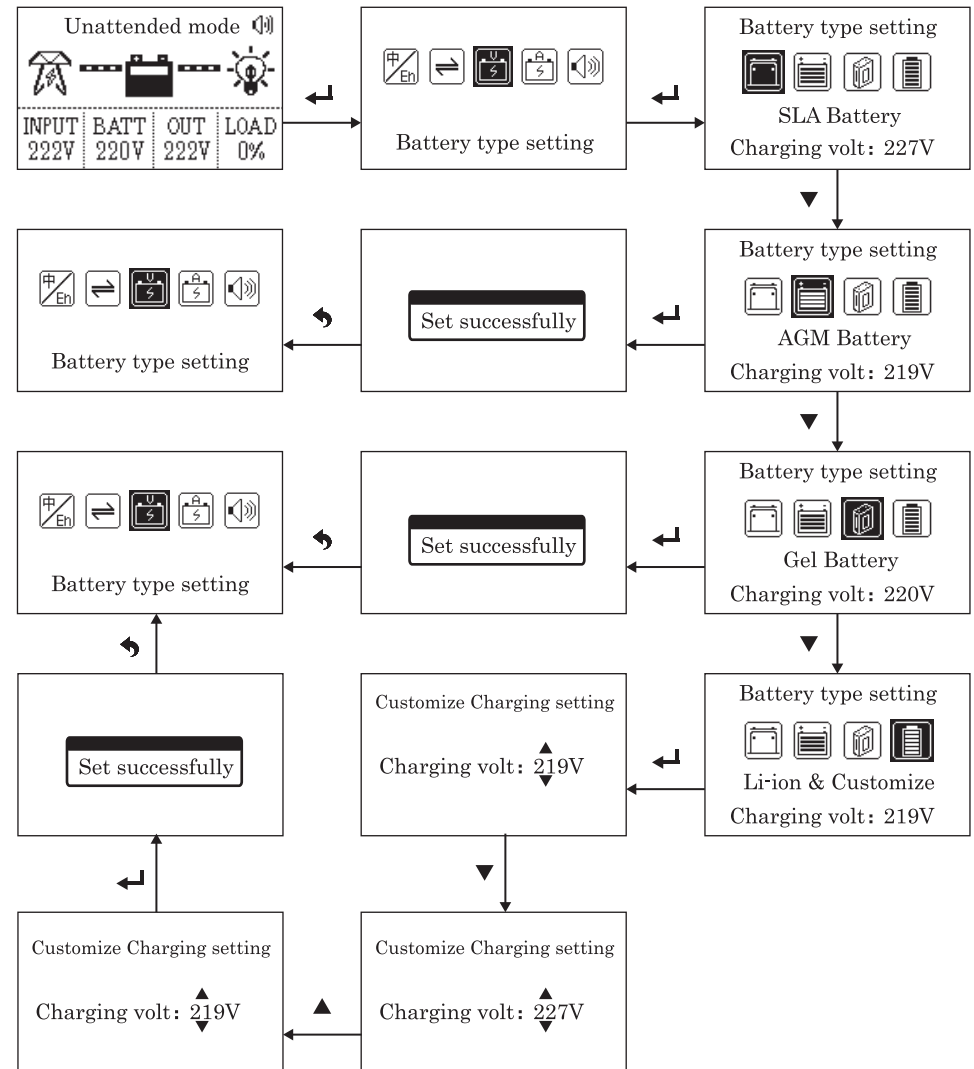 Unattended mode
INPUT BATT OUT LOAD
222V 220V 222V 0%
中/En
Battery type setting
Battery type setting
SLA Battery
Charging volt: 227V
中/En
Battery type setting
Set successfully
Battery type setting
AGM Battery
Charging volt: 219V
中/En
Battery type setting
Set successfully
Battery type setting
Gel Battery
Charging volt: 220V
Set successfully
Customize Charging setting
Charging volt: 219V
Battery type setting
Li-ion & Customize
Charging volt: 219V
Customize Charging setting
Charging volt: 219V
Customize Charging setting
Charging volt: 227V